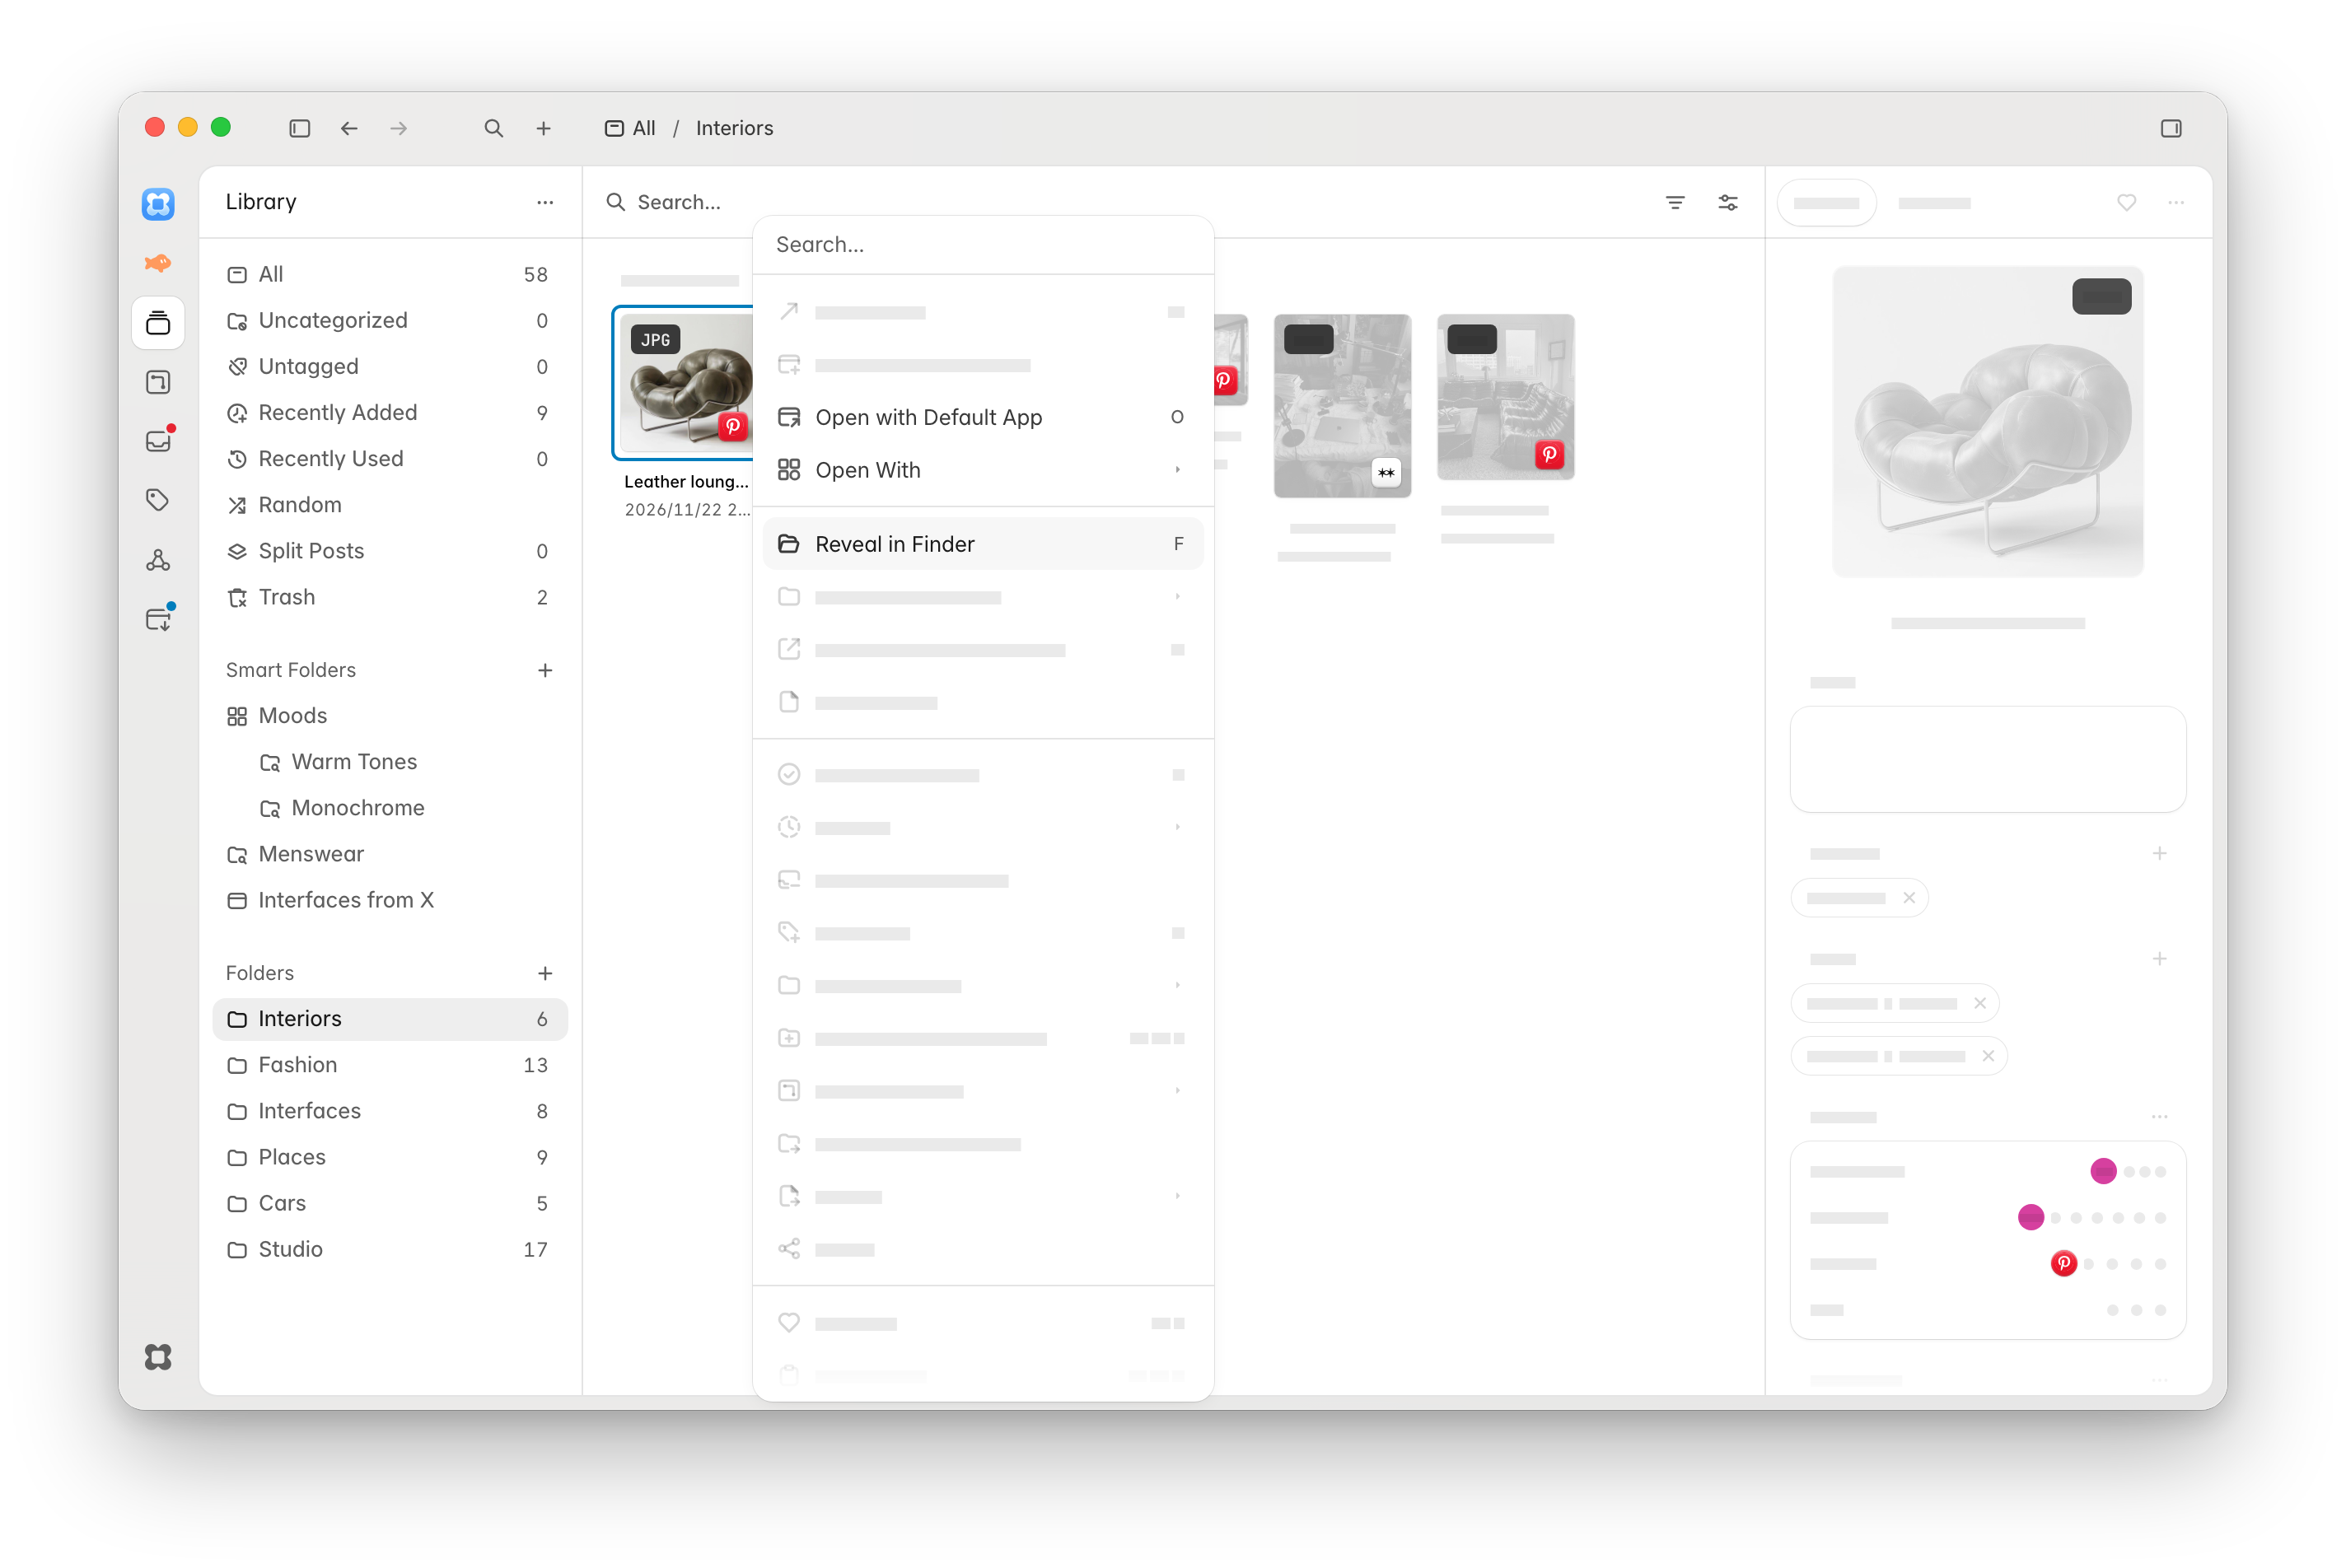 All / Interiors
Library
Search...
All 58
Uncategorized 0
Untagged 0
Recently Added 9
Recently Used 0
Random
Split Posts 0
Trash 2
Smart Folders
Moods
Warm Tones
Monochrome
Menswear
Interfaces from X
Folders
Interiors 6
Fashion 13
Interfaces 8
Places 9
Cars 5
Studio 17
JPG
Leather loung...
2026/11/22 2...
Search...
Open with Default App O
Open With
Reveal in Finder F